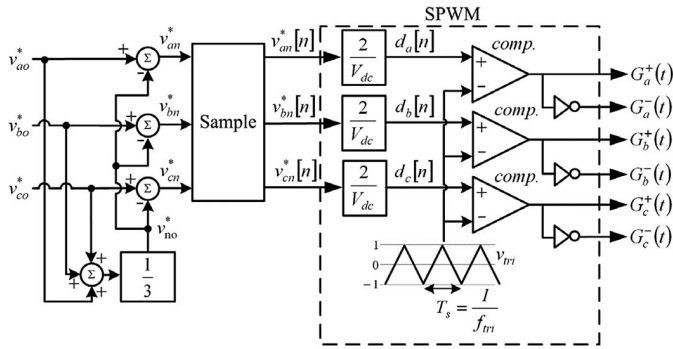 SPWM
v*ao + Σ - v*an v*an[n] 2/Vdc da[n] + - comp. G+a(t)
G-a(t)
v*bo + Σ - v*bn Sample v*bn[n] 2/Vdc db[n] + - comp. G+b(t)
G-b(t)
v*co + Σ - v*cn v*cn[n] 2/Vdc dc[n] + - comp. G+c(t)
G-c(t)
v*no
+ + + Σ 1/3
1
0
-1
vtri
Ts = 1/ftri